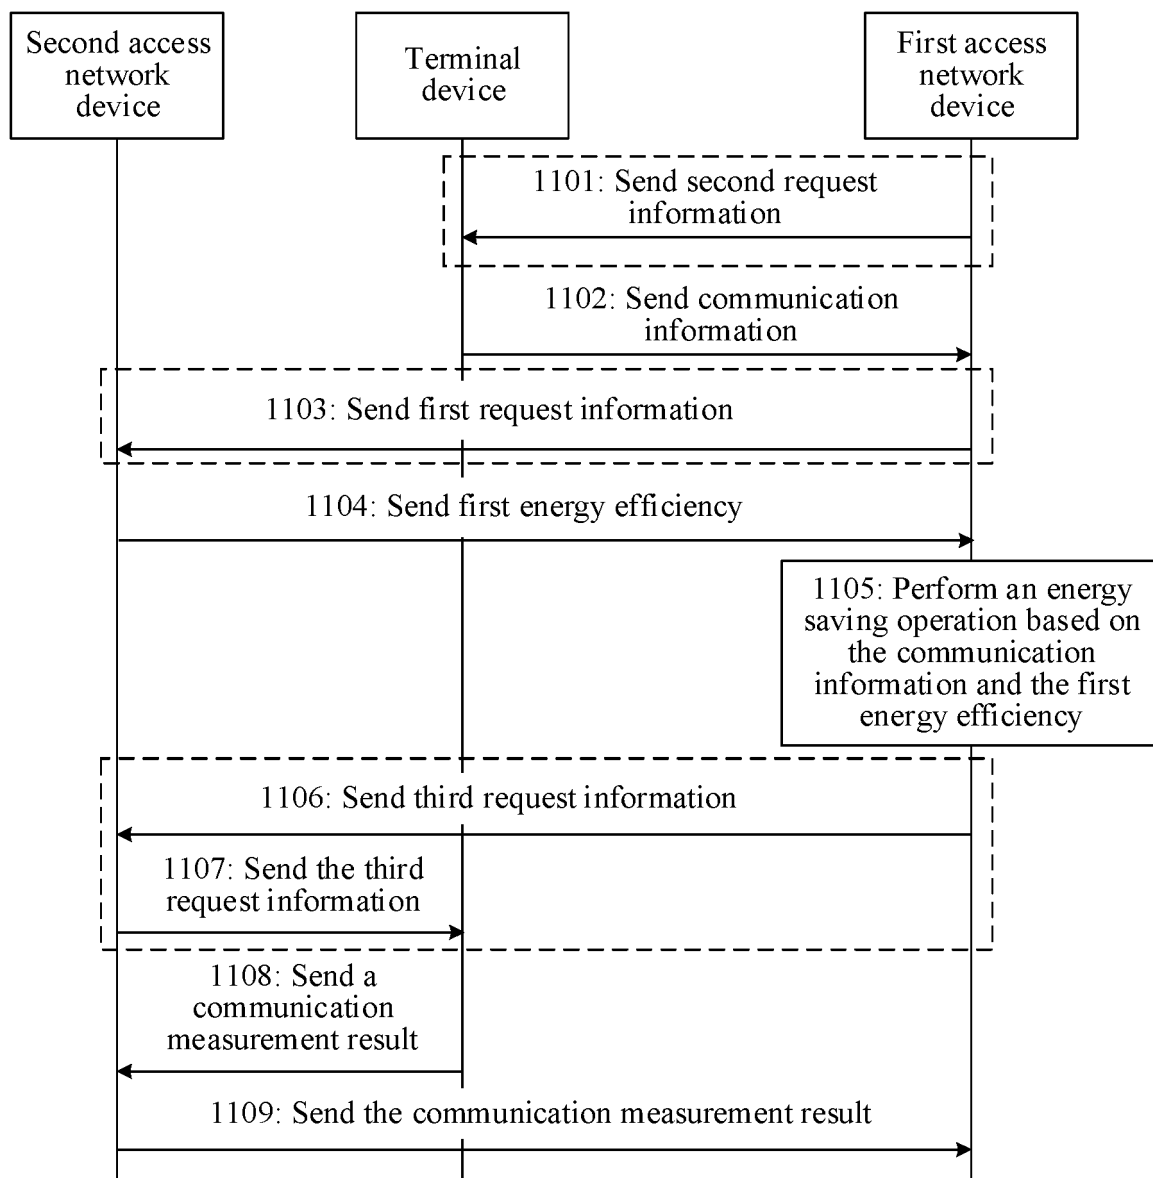 Second access
network
device
Terminal
device
First access
network
device
1101: Send second request
information
1102: Send communication
information
1103: Send first request information
1104: Send first energy efficiency
1105: Perform an energy
saving operation based on
the communication
information and the first
energy efficiency
1106: Send third request information
1107: Send the third
request information
1108: Send a
communication
measurement result
1109: Send the communication measurement result